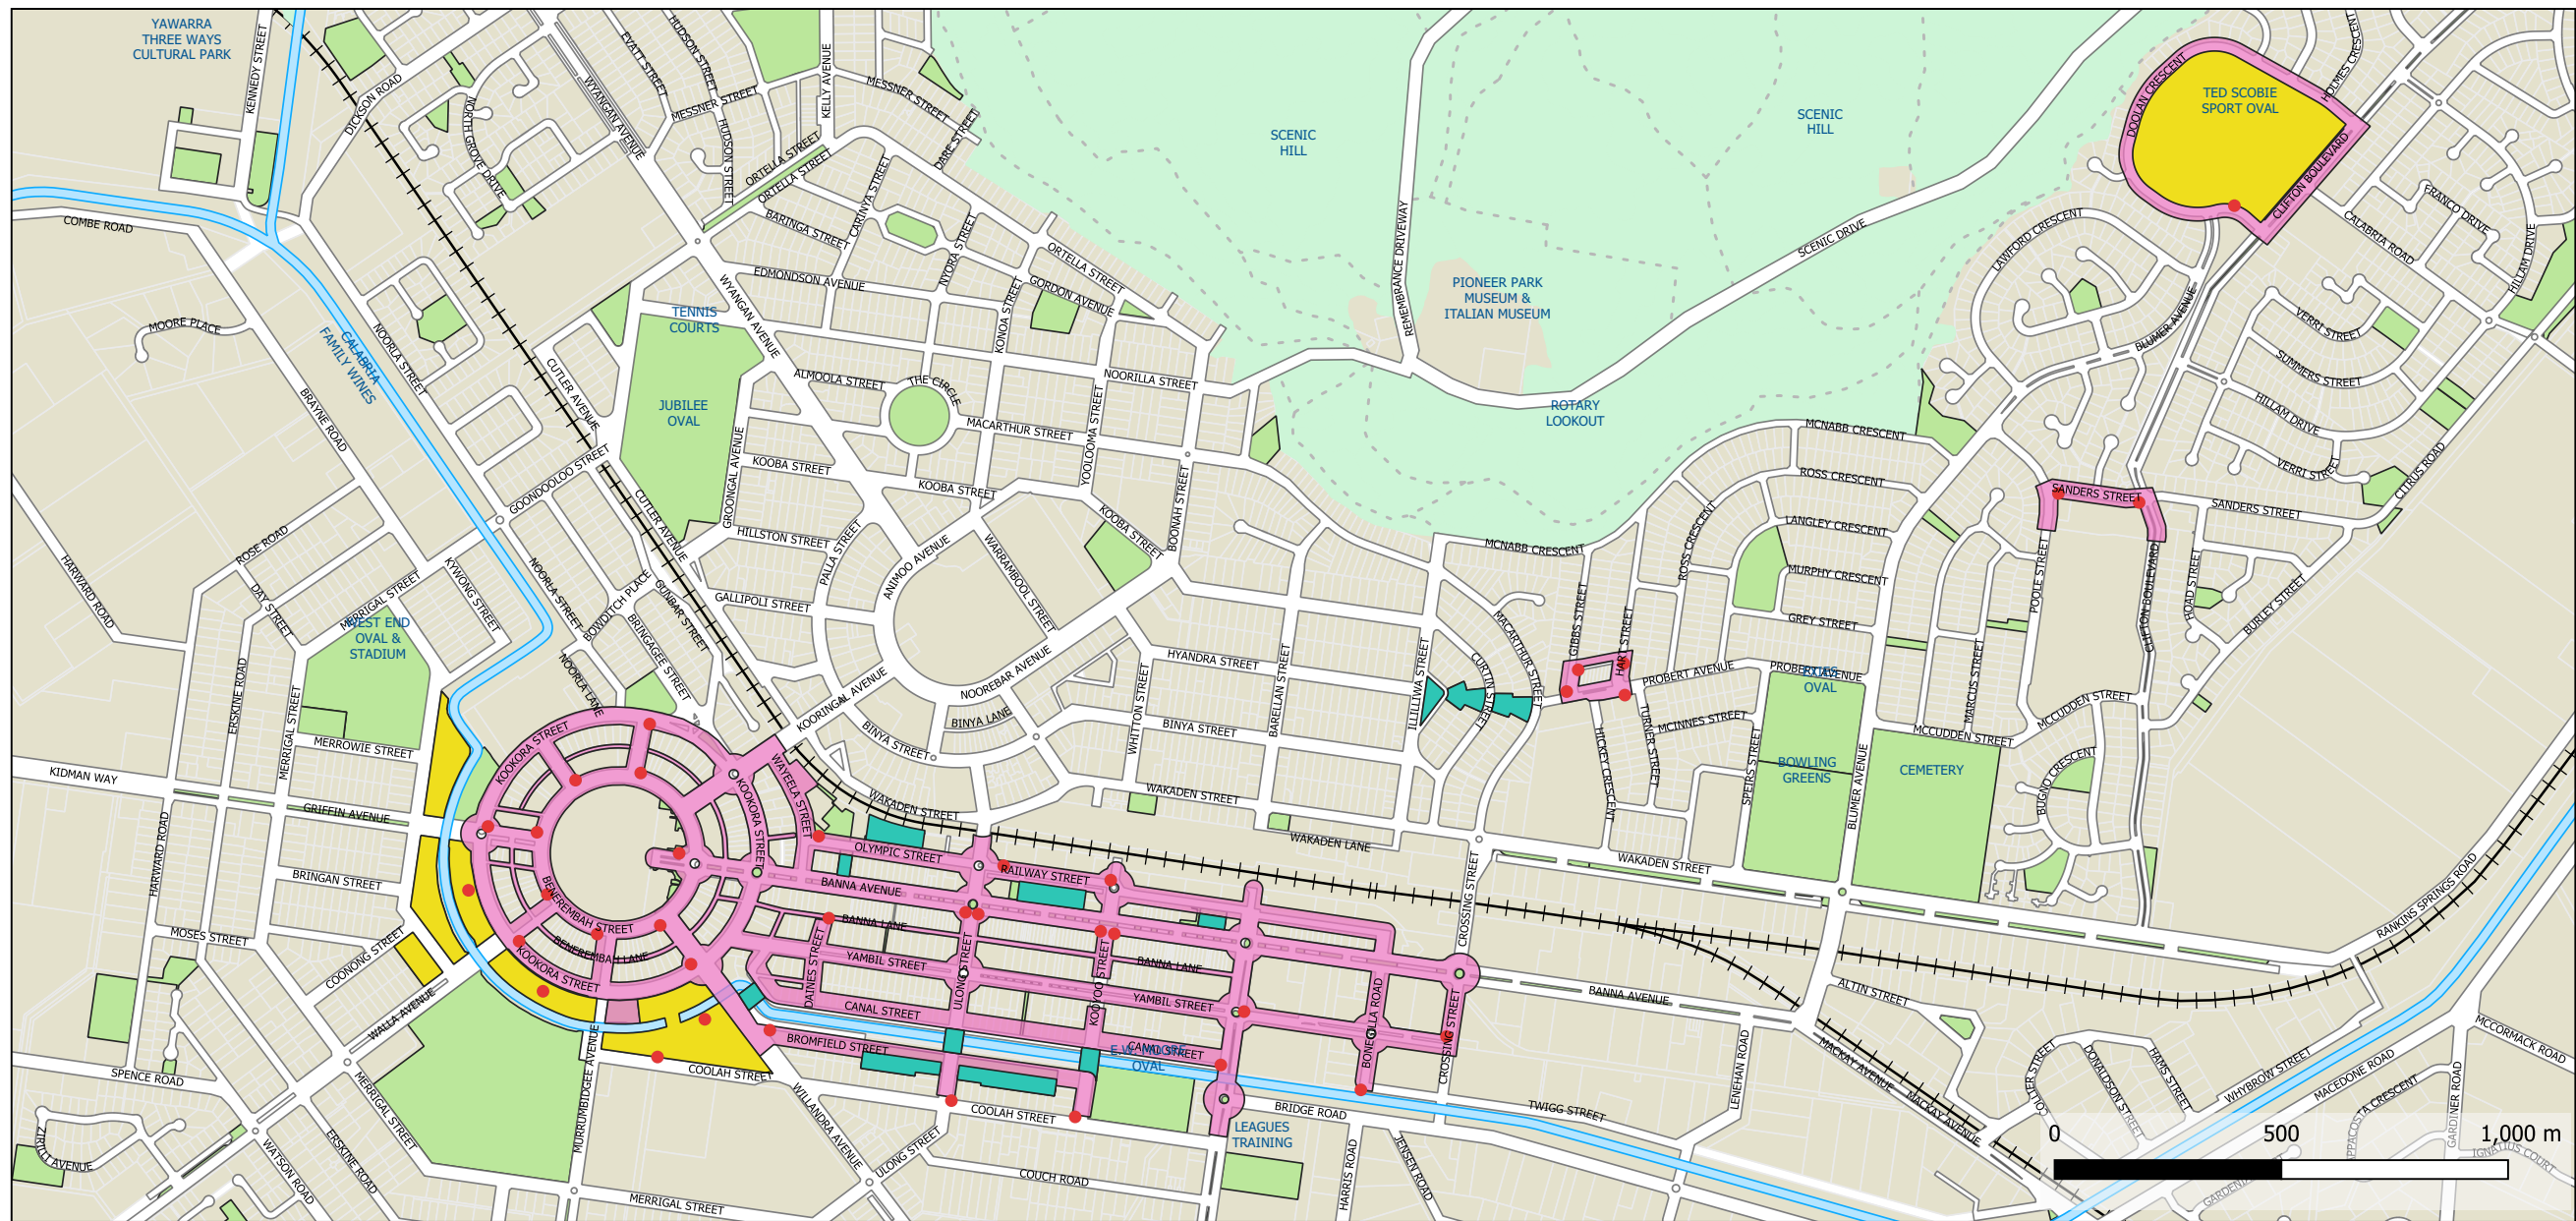 YAWARRA
THREE WAYS
CULTURAL PARK
KENNEDY STREET
DICKSON ROAD
NORTH GROVE DRIVE
WYANGAN AVENUE
EVATT STREET
HUDSON STREET
MESSNER STREET
HUDSON STREET
KELLY AVENUE
MESSNER STREET
DARE STREET
ORTELLA STREET
ORTELLA STREET
CARINYA STREET
BARINGA STREET
NYORA STREET
EDMONDSON AVENUE
ORTELLA STREET
GORDON AVENUE
KONOA STREET
SCENIC
HILL
SCENIC
HILL
REMEMBRANCE DRIVEWAY
SCENIC DRIVE
PIONEER PARK
MUSEUM &
ITALIAN MUSEUM
ROTARY
LOOKOUT
TED SCOBIE
SPORT OVAL
DOOLAN CRESCENT
HOLMES CRESCENT
CLIFTON BOULEVARD
LAWFORD CRESCENT
BLUMER AVENUE
CALABRIA ROAD
FRANCO DRIVE
HILLAM DRIVE
VERRI STREET
SUMMERS STREET
HILLAM DRIVE
VERRI STREET
CITRUS ROAD
COMBE ROAD
MOORE PLACE
CALABRIA
FAMILY WINES
NOORLA STREET
BRAYNE ROAD
CUTLER AVENUE
TENNIS
COURTS
JUBILEE
OVAL
WYANGAN AVENUE
ALMOOLA STREET
THE CIRCLE
MACARTHUR STREET
NOORILLA STREET
YOOLOOMA STREET
KOOBA STREET
KOOBA STREET
KOOBA STREET
BOONAH STREET
GROONGAL AVENUE
HILLSTON STREET
PALLA STREET
ANIMOO AVENUE
WARRAMBOOL STREET
GOONDOOLOO STREET
CUTLER AVENUE
GALLIPOLI STREET
ROSE ROAD
HARWARD ROAD
DAY STREET
MERRIGAL STREET
KYWONG STREET
NOORLA STREET
BOWDITCH PLACE
DUNBAR STREET
BRINGAGEE STREET
NOORLA LANE
WEST END
OVAL &
STADIUM
ERSKINE ROAD
MERRIGAL STREET
MERROWIE STREET
KIDMAN WAY
GRIFFIN AVENUE
HARWARD ROAD
BRINGAN STREET
MOSES STREET
COONONG STREET
WALLA AVENUE
KOOKORA STREET
KOOKORA STREET
KOOKORA STREET
BENEREMBAH STREET
BENEREMBAH LANE
WAYEELA STREET
KOORINGAL AVENUE
NOOREBAR AVENUE
BINYA LANE
BINYA STREET
BINYA STREET
WHITTON STREET
HYANDRA STREET
BARELLAN STREET
ILLILLIWA STREET
CURTIN STREET
MACARTHUR STREET
MCNABB CRESCENT
MCNABB CRESCENT
ROSS CRESCENT
ROSS CRESCENT
LANGLEY CRESCENT
MURPHY CRESCENT
GREY STREET
GIBBS STREET
HART STREET
PROBERT AVENUE
PROBERT AVENUE
OVAL
MCINNES STREET
TURNER STREET
HICKEY CRESCENT
SPEIRS STREET
BOWLING
GREENS
BLUMER AVENUE
CEMETERY
MCCUDDEN STREET
MCCUDDEN STREET
MARCUS STREET
POOLE STREET
SANDERS STREET
SANDERS STREET
CLIFTON BOULEVARD
HOAD STREET
BURLEY STREET
BUGNO CRESCENT
WAKADEN STREET
WAKADEN STREET
WAKADEN LANE
WAKADEN STREET
OLYMPIC STREET
RAILWAY STREET
BANNA AVENUE
BANNA LANE
BANNA LANE
YAMBIL STREET
YAMBIL STREET
DAINES STREET
ULONG STREET
KOOYOO STREET
CANAL STREET
CANAL STREET
BROMFIELD STREET
E.W. MOORE
OVAL
BONEGILLA ROAD
CROSSING STREET
CROSSING STREET
BANNA AVENUE
RANKINS SPRINGS ROAD
ALTIN STREET
LENEHAN ROAD
MACKAY AVENUE
MACKAY AVENUE
COLLIER STREET
DONALDSON STREET
HAMS STREET
WHYBROW STREET
MACEDONE ROAD
MCCORMACK ROAD
GARDINER ROAD
IGNATIUS COURT
TWIGG STREET
BRIDGE ROAD
LEAGUES
TRAINING
HARRIS ROAD
JENSEN ROAD
COOLAH STREET
COOLAH STREET
COUCH ROAD
ULONG STREET
WILLANDRA AVENUE
MURRUMBIDGEE AVENUE
MERRIGAL STREET
MERRIGAL STREET
SPENCE ROAD
ZIRILLI AVENUE
WATSON ROAD
ERSKINE ROAD
0 500 1,000 m